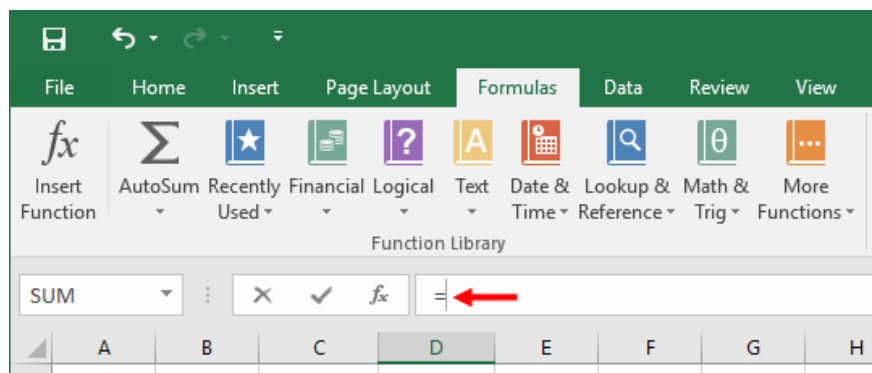 File Home Insert Page Layout Formulas Data Review View
fx Σ ? A θ
Insert AutoSum Recently Financial Logical Text Date & Lookup & Math & More
Function Used Time Reference Trig Functions
Function Library
SUM fx =
A B C D E F G H